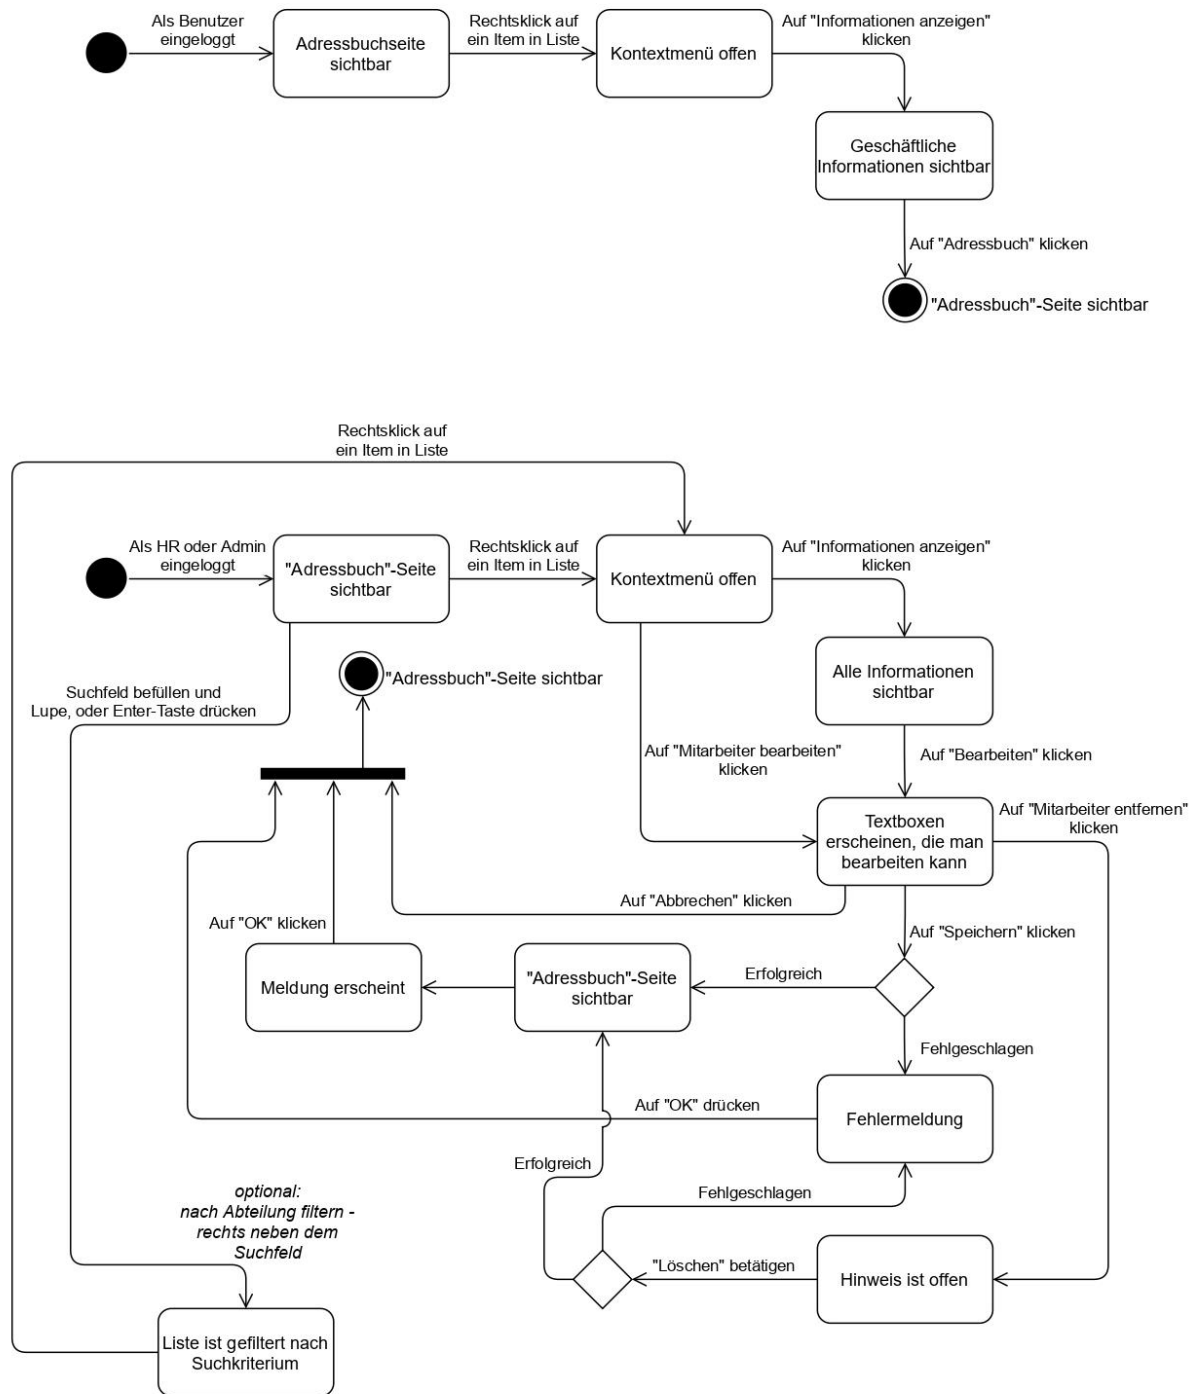 Als Benutzer
eingeloggt
Adressbuchseite
sichtbar
Rechtsklick auf
ein Item in Liste
Kontextmenü offen
Auf "Informationen anzeigen"
klicken
Geschäftliche
Informationen sichtbar
Auf "Adressbuch" klicken
"Adressbuch"-Seite sichtbar
Rechtsklick auf
ein Item in Liste
Als HR oder Admin
eingeloggt
"Adressbuch"-Seite
sichtbar
Rechtsklick auf
ein Item in Liste
Kontextmenü offen
Auf "Informationen anzeigen"
klicken
Alle Informationen
sichtbar
"Adressbuch"-Seite sichtbar
Suchfeld befüllen und
Lupe, oder Enter-Taste drücken
Auf "Mitarbeiter bearbeiten"
klicken
Auf "Bearbeiten" klicken
Textboxen
erscheinen, die man
bearbeiten kann
Auf "Mitarbeiter entfernen"
klicken
Auf "Abbrechen" klicken
Auf "OK" klicken
Auf "Speichern" klicken
Meldung erscheint
"Adressbuch"-Seite
sichtbar
Erfolgreich
Fehlgeschlagen
Auf "OK" drücken
Fehlermeldung
Erfolgreich
Fehlgeschlagen
optional:
nach Abteilung filtern -
rechts neben dem
Suchfeld
"Löschen" betätigen
Hinweis ist offen
Liste ist gefiltert nach
Suchkriterium